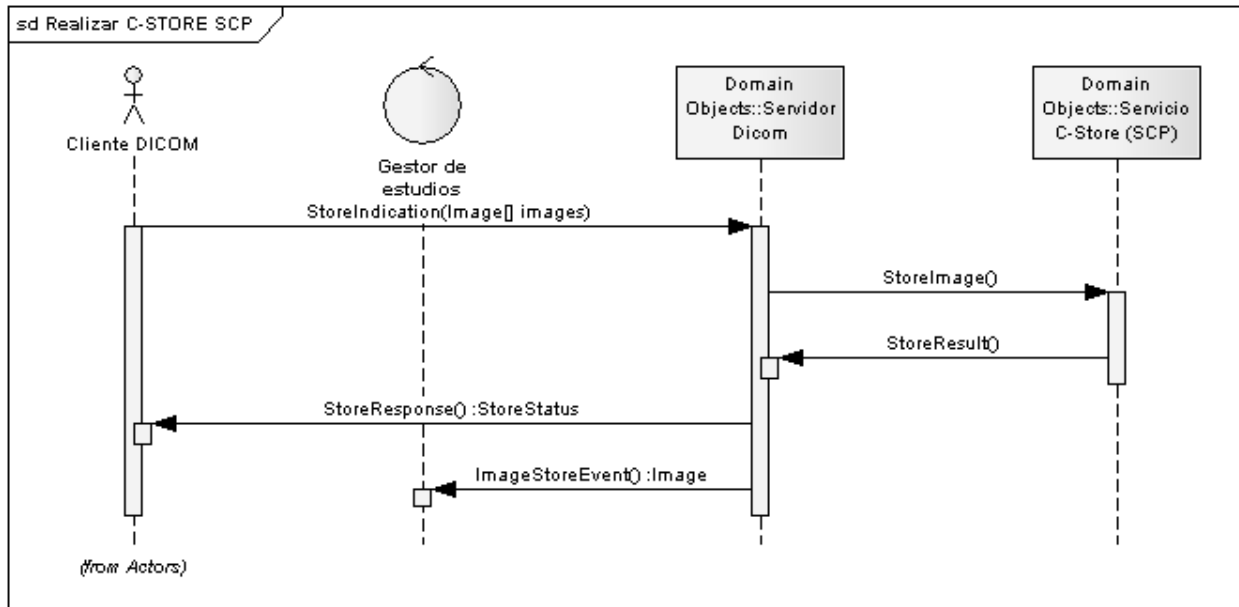 sd Realizar C-STORE SCP
Cliente DICOM
Gestor de
estudios
Domain
Objects::Servidor
Dicom
Domain
Objects::Servicio
C-Store (SCP)
StoreIndication(Image[] images)
StoreImage()
StoreResult()
StoreResponse() :StoreStatus
ImageStoreEvent() :Image
(from Actors)